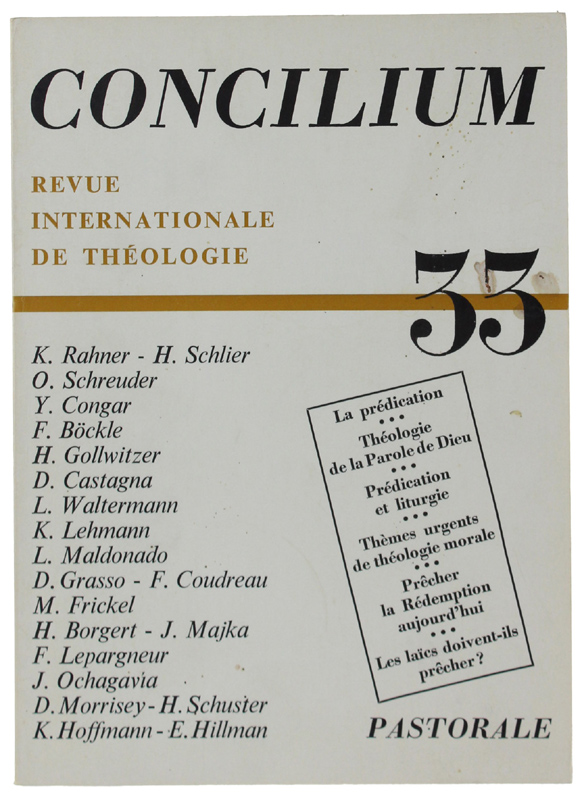 CONCILIUM
REVUE
INTERNATIONALE
DE THÉOLOGIE
33
K. Rahner - H. Schlier
O. Schreuder
Y. Congar
F. Böckle
H. Gollwitzer
D. Castagna
L. Waltermann
K. Lehmann
L. Maldonado
D. Grasso - F. Coudreau
M. Frickel
H. Borgert - J. Majka
F. Lepargneur
J. Ochagavia
D. Morrisey - H. Schuster
K. Hoffmann - E. Hillman
La prédication
•••
Théologie
de la Parole de Dieu
•••
Prédication
et liturgie
•••
Thèmes urgents
de théologie morale
•••
Prêcher
la Rédemption
aujourd'hui
•••
Les laïcs doivent-ils
prêcher ?
PASTORALE